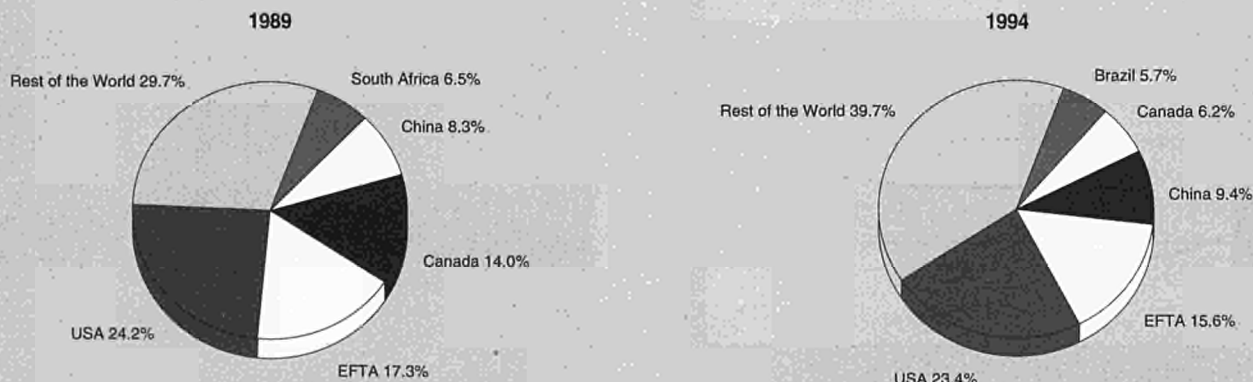 1989
Rest of the World 29.7%
South Africa 6.5%
China 8.3%
Canada 14.0%
USA 24.2%
EFTA 17.3%
1994
Brazil 5.7%
Rest of the World 39.7%
Canada 6.2%
China 9.4%
EFTA 15.6%
USA 23.4%